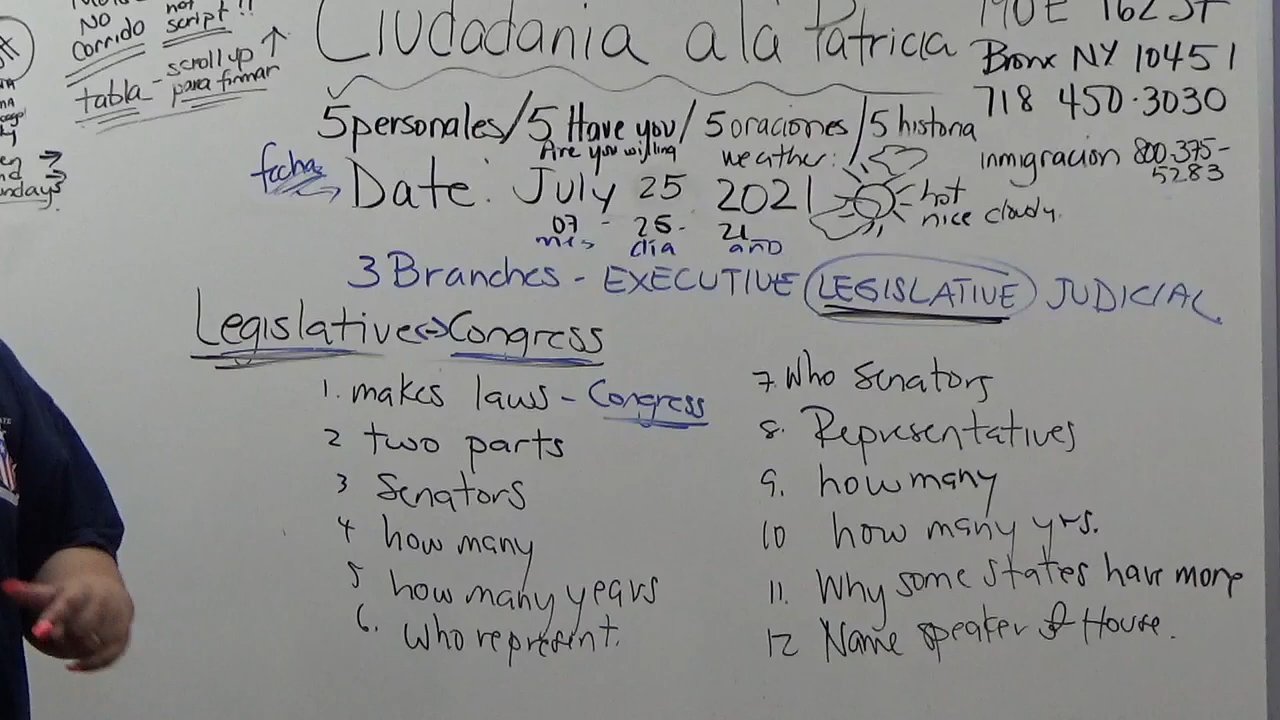 not
NO script !!
Corrido
tabla - scroll up ↑
para firmar
Ciudadania a la Patricia
190 E 162 ST
Bronx NY 10451
718 450·3030
5 personales/5 Have you/5 oraciones/5 historia
Are you willing
weather:
inmigracion 800-375-
5283
fecha
Date: July 25 2021
hot
nice cloudy
07 - 25 - 21
mes dia año
3 Branches - EXECUTIVE LEGISLATIVE JUDICIAL
Legislative<->Congress
1. makes laws - Congress
2 two parts
3 Senators
4 how many
5 how many years
6. who represent.
7. Who Senators
8. Representatives
9. how many
10 how many yrs.
11. Why some states have more
12 Name speaker of House.